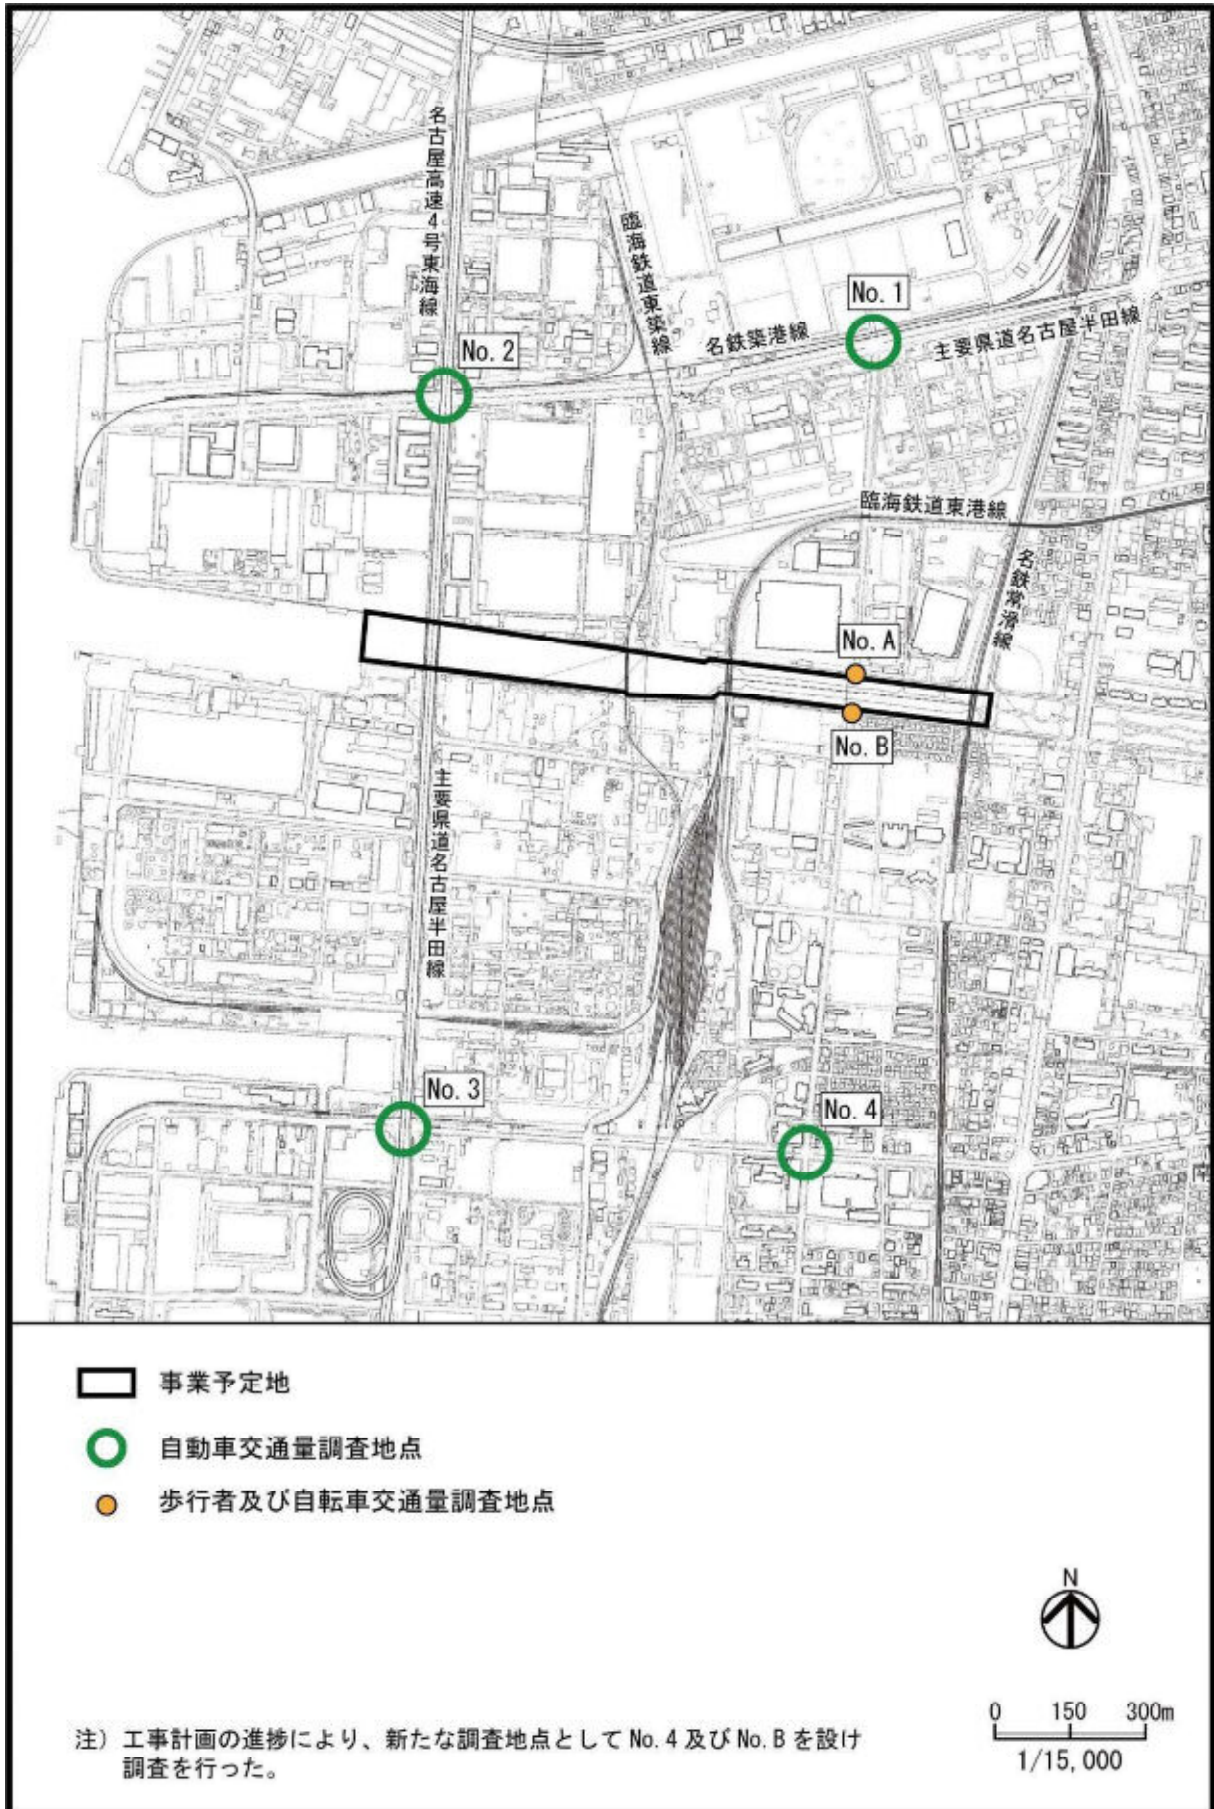 名古屋高速4号東海線
臨海鉄道東築線
No. 1
名鉄築港線
主要県道名古屋半田線
No. 2
臨海鉄道東港線
名鉄常滑線
No. A
No. B
主要県道名古屋半田線
No. 3
No. 4
事業予定地
自動車交通量調査地点
歩行者及び自転車交通量調査地点
N
0 150 300m
1/15,000
注) 工事計画の進捗により、新たな調査地点として No. 4 及び No. B を設け
調査を行った。